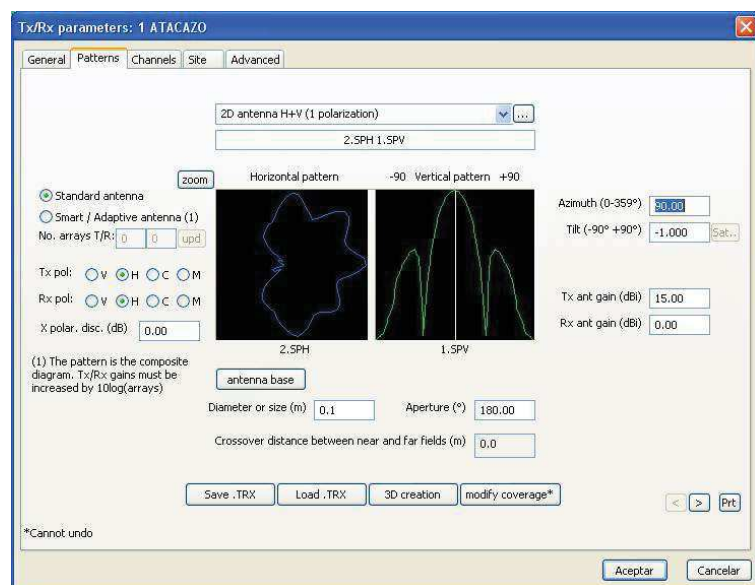 Tx/Rx parameters: 1 ATACAZO
General Patterns Channels Site Advanced
2D antenna H+V (1 polarization) ...
2.SPH 1.SPV
zoom Horizontal pattern -90 Vertical pattern +90
Standard antenna
Smart / Adaptive antenna (1)
No. arrays T/R: 0 0 upd
Tx pol: V H C M
Rx pol: V H C M
X polar. disc. (dB) 0.00
(1) The pattern is the composite
diagram. Tx/Rx gains must be
increased by 10log(arrays)
2.SPH 1.SPV
Azimuth (0-359°) 90.00
Tilt (-90° +90°) -1.000 Sat..
Tx ant gain (dBi) 15.00
Rx ant gain (dBi) 0.00
antenna base
Diameter or size (m) 0.1 Aperture (°) 180.00
Crossover distance between near and far fields (m) 0.0
Save .TRX Load .TRX 3D creation modify coverage*
< > Prt
*Cannot undo
Aceptar Cancelar